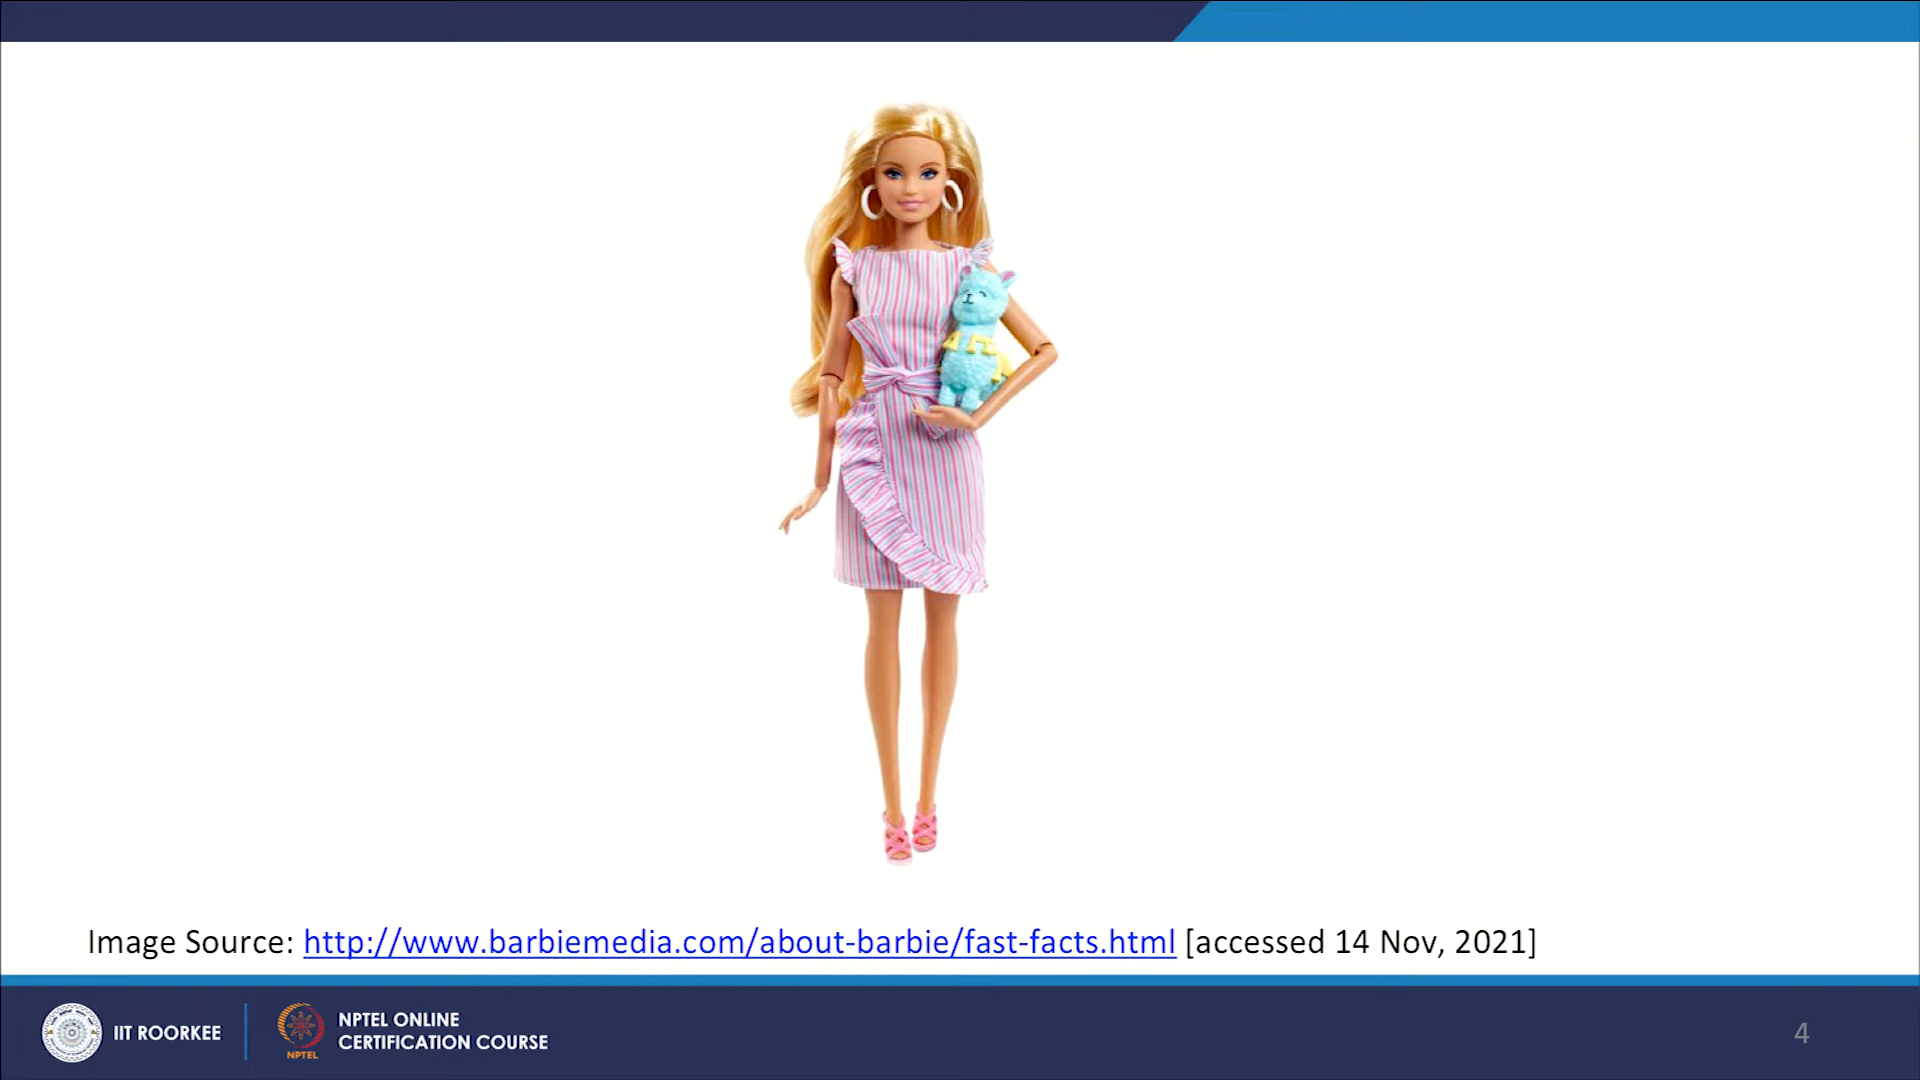 Image Source: http://www.barbiemedia.com/about-barbie/fast-facts.html [accessed 14 Nov, 2021]
IIT ROORKEE
NPTEL
NPTEL ONLINE
CERTIFICATION COURSE
4